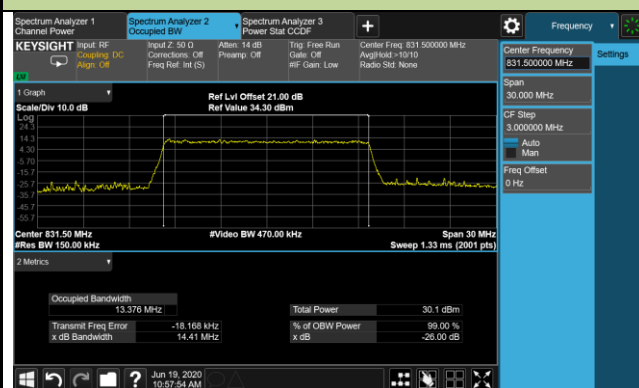 Spectrum Analyzer 1
Channel Power
Spectrum Analyzer 2
Occupied BW
Spectrum Analyzer 3
Power Stat CCDF
Frequency
KEYSIGHT
Input: RF
Coupling: DC
Align: Off
Input Z: 50 Ω
Corrections: Off
Freq Ref: Int (S)
Atten: 14 dB
Preamp: Off
Trig: Free Run
Gate: Off
#IF Gain: Low
Center Freq: 831.500000 MHz
Avg|Hold:>10/10
Radio Std: None
Center Frequency
831.500000 MHz
Settings
Span
30.000 MHz
CF Step
3.000000 MHz
Auto
Man
Freq Offset
0 Hz
1 Graph
Scale/Div 10.0 dB
Ref Lvl Offset 21.00 dB
Ref Value 34.30 dBm
Log
24.3
14.3
4.30
-5.70
-15.7
-25.7
-35.7
-45.7
-55.7
Center 831.50 MHz
#Res BW 150.00 kHz
#Video BW 470.00 kHz
Span 30 MHz
Sweep 1.33 ms (2001 pts)
2 Metrics
Occupied Bandwidth
13.376 MHz
Total Power 30.1 dBm
Transmit Freq Error -18.168 kHz
% of OBW Power 99.00 %
x dB Bandwidth 14.41 MHz
x dB -26.00 dB
Jun 19, 2020
10:57:54 AM